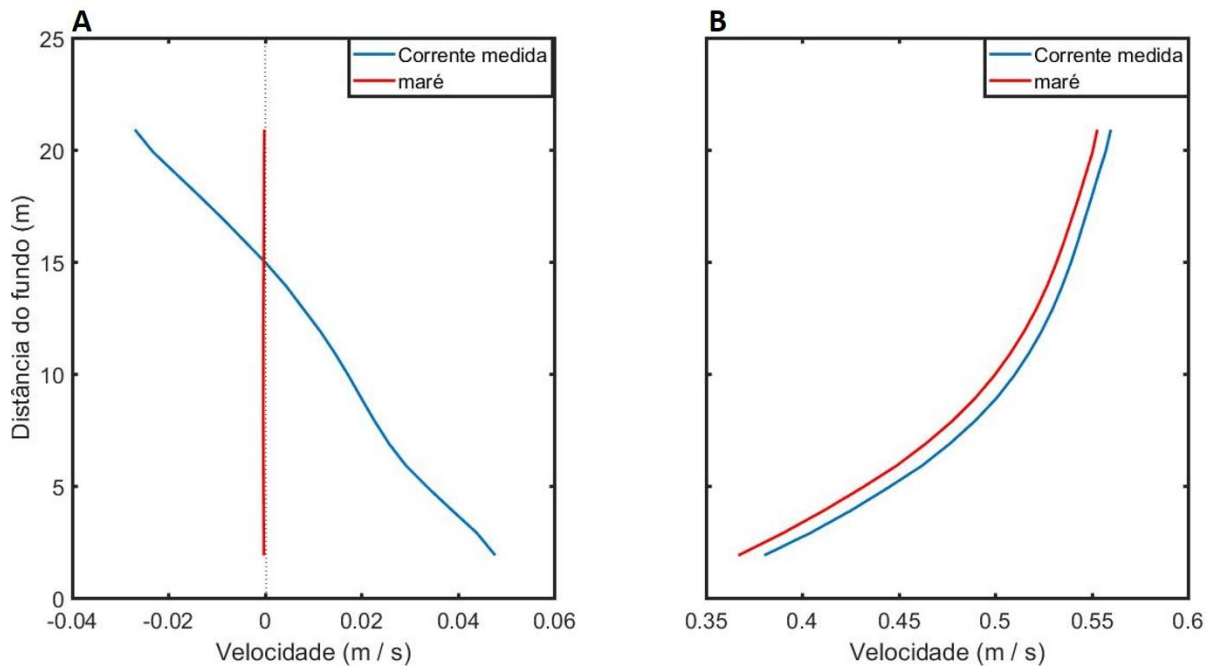 A
B
25
20
15
10
5
0
Distância do fundo (m)
Corrente medida
maré
-0.04 -0.02 0 0.02 0.04 0.06
Velocidade (m / s)
Corrente medida
maré
0.35 0.4 0.45 0.5 0.55 0.6
Velocidade (m / s)